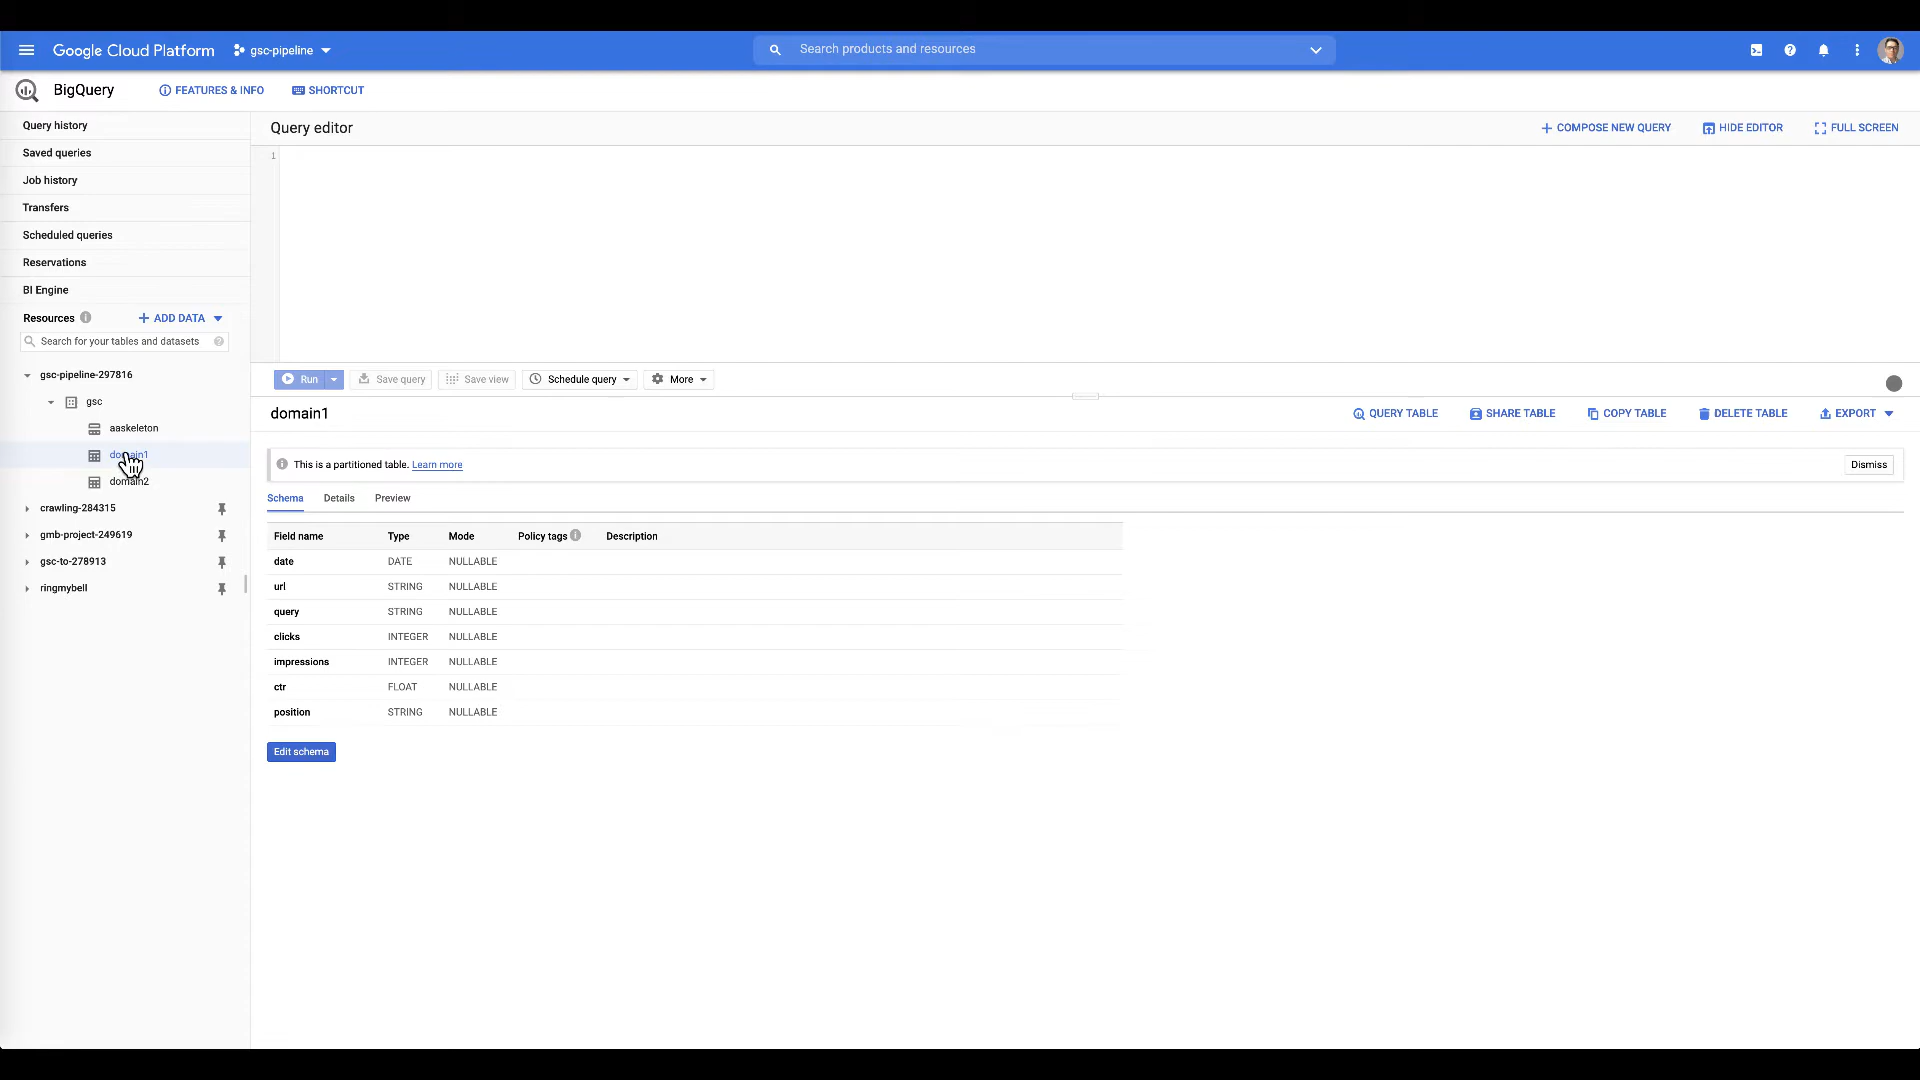 Google Cloud Platform
gsc-pipeline
Search products and resources
BigQuery
FEATURES & INFO
SHORTCUT
Query history
Saved queries
Job history
Transfers
Scheduled queries
Reservations
BI Engine
Resources
+ ADD DATA
Search for your tables and datasets
gsc-pipeline-297816
gsc
aaskeleton
domain1
domain2
crawling-284315
gmb-project-249619
gsc-to-278913
ringmybell
Query editor
+ COMPOSE NEW QUERY
HIDE EDITOR
FULL SCREEN
1
Run
Save query
Save view
Schedule query
More
domain1
QUERY TABLE
SHARE TABLE
COPY TABLE
DELETE TABLE
EXPORT
This is a partitioned table. Learn more
Dismiss
Schema Details Preview
Field name Type Mode Policy tags Description
date DATE NULLABLE
url STRING NULLABLE
query STRING NULLABLE
clicks INTEGER NULLABLE
impressions INTEGER NULLABLE
ctr FLOAT NULLABLE
position STRING NULLABLE
Edit schema